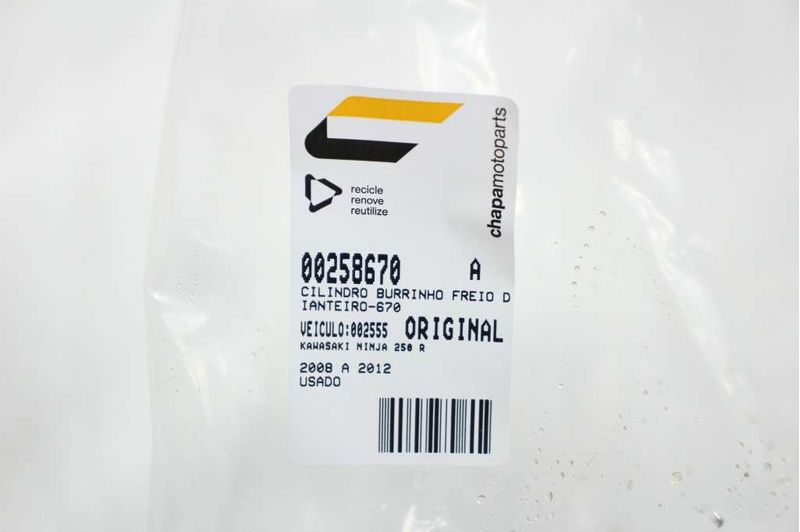 chapamotoparts
recicle
renove
reutilize
00258670 A
CILINDRO BURRINHO FREIO D
IANTEIRO-670
VEICULO:002555 ORIGINAL
KAWASAKI NINJA 250 R
2008 A 2012
USADO